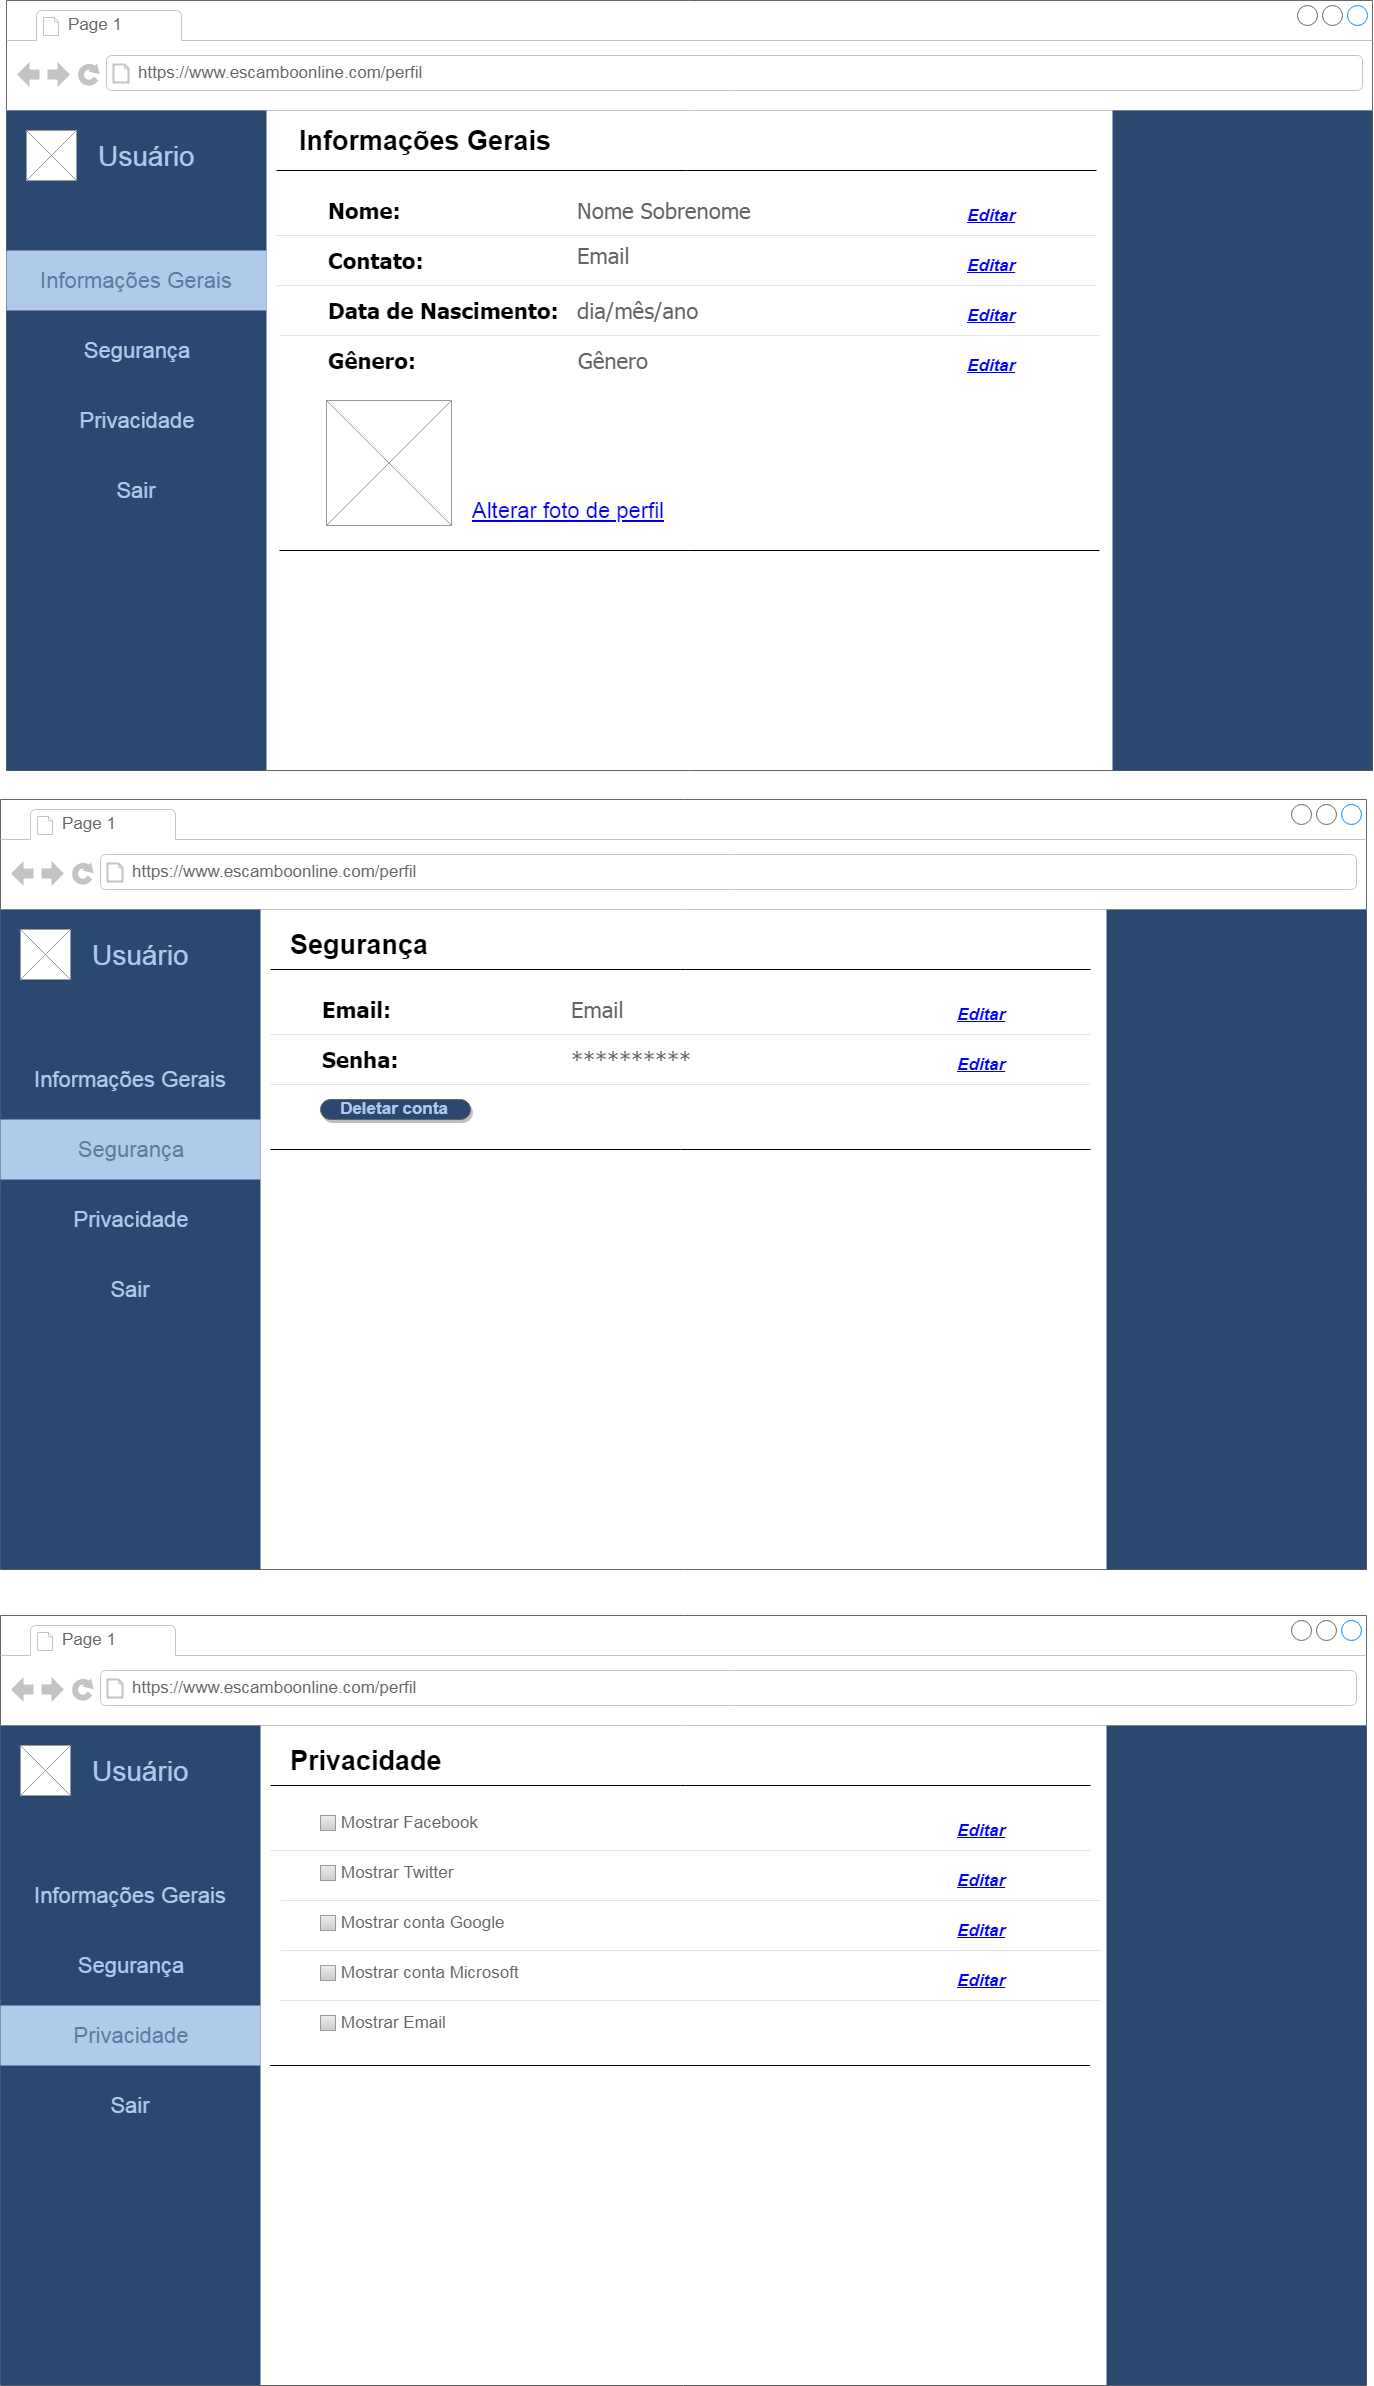 Page 1
https://www.escamboonline.com/perfil
Usuário
Informações Gerais
Segurança
Privacidade
Sair
Informações Gerais
Nome: Nome Sobrenome Editar
Contato: Email Editar
Data de Nascimento: dia/mês/ano Editar
Gênero: Gênero Editar
Alterar foto de perfil
Page 1
https://www.escamboonline.com/perfil
Usuário
Informações Gerais
Segurança
Privacidade
Sair
Segurança
Email: Email Editar
Senha: ********** Editar
Deletar conta
Page 1
https://www.escamboonline.com/perfil
Usuário
Informações Gerais
Segurança
Privacidade
Sair
Privacidade
Mostrar Facebook Editar
Mostrar Twitter Editar
Mostrar conta Google Editar
Mostrar conta Microsoft Editar
Mostrar Email